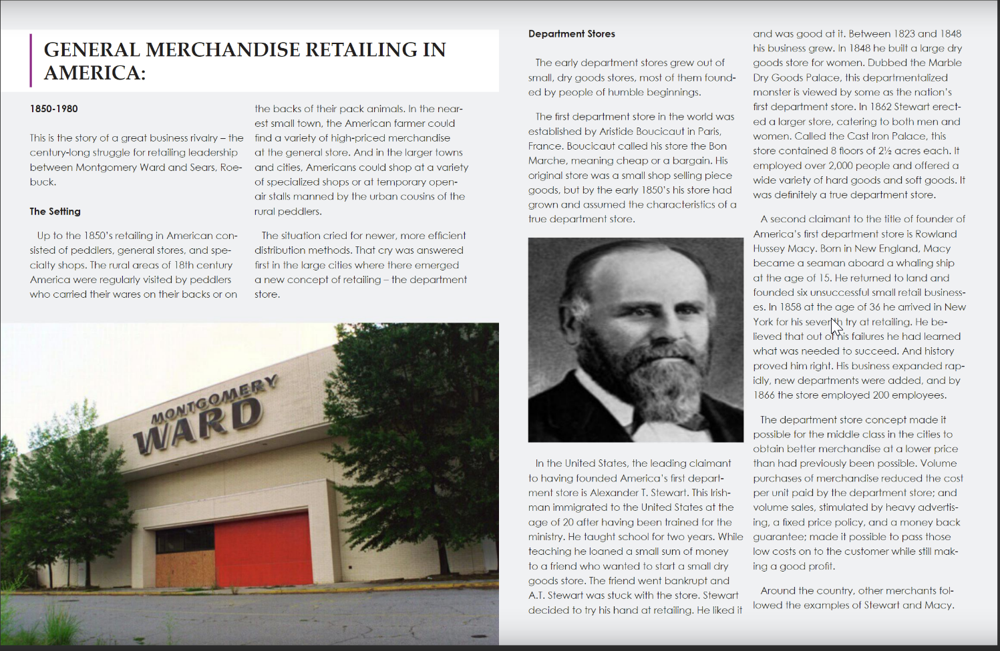 GENERAL MERCHANDISE RETAILING IN
AMERICA:
1850-1980
This is the story of a great business rivalry – the
century-long struggle for retailing leadership
between Montgomery Ward and Sears, Roe-
buck.
The Setting
Up to the 1850's retailing in American con-
sisted of peddlers, general stores, and spe-
cialty shops. The rural areas of 18th century
America were regularly visited by peddlers
who carried their wares on their backs or on
the backs of their pack animals. In the near-
est small town, the American farmer could
find a variety of high-priced merchandise
at the general store. And in the larger towns
and cities, Americans could shop at a variety
of specialized shops or at temporary open-
air stalls manned by the urban cousins of the
rural peddlers.
The situation cried for newer, more efficient
distribution methods. That cry was answered
first in the large cities where there emerged
a new concept of retailing – the department
store.
MONTGOMERY
WARD
Department Stores
The early department stores grew out of
small, dry goods stores, most of them found-
ed by people of humble beginnings.
The first department store in the world was
established by Aristide Boucicaut in Paris,
France. Boucicaut called his store the Bon
Marche, meaning cheap or a bargain. His
original store was a small shop selling piece
goods, but by the early 1850's his store had
grown and assumed the characteristics of a
true department store.
In the United States, the leading claimant
to having founded America's first depart-
ment store is Alexander T. Stewart. This Irish-
man immigrated to the United States at the
age of 20 after having been trained for the
ministry. He taught school for two years. While
teaching he loaned a small sum of money
to a friend who wanted to start a small dry
goods store. The friend went bankrupt and
A.T. Stewart was stuck with the store. Stewart
decided to try his hand at retailing. He liked it
and was good at it. Between 1823 and 1848
his business grew. In 1848 he built a large dry
goods store for women. Dubbed the Marble
Dry Goods Palace, this departmentalized
monster is viewed by some as the nation's
first department store. In 1862 Stewart erect-
ed a larger store, catering to both men and
women. Called the Cast Iron Palace, this
store contained 8 floors of 2½ acres each. It
employed over 2,000 people and offered a
wide variety of hard goods and soft goods. It
was definitely a true department store.
A second claimant to the title of founder of
America's first department store is Rowland
Hussey Macy. Born in New England, Macy
became a seaman aboard a whaling ship
at the age of 15. He returned to land and
founded six unsuccessful small retail business-
es. In 1858 at the age of 36 he arrived in New
York for his seventh try at retailing. He be-
lieved that out of his failures he had learned
what was needed to succeed. And history
proved him right. His business expanded rap-
idly, new departments were added, and by
1866 the store employed 200 employees.
The department store concept made it
possible for the middle class in the cities to
obtain better merchandise at a lower price
than had previously been possible. Volume
purchases of merchandise reduced the cost
per unit paid by the department store; and
volume sales, stimulated by heavy advertis-
ing, a fixed price policy, and a money back
guarantee; made it possible to pass those
low costs on to the customer while still mak-
ing a good profit.
Around the country, other merchants fol-
lowed the examples of Stewart and Macy.